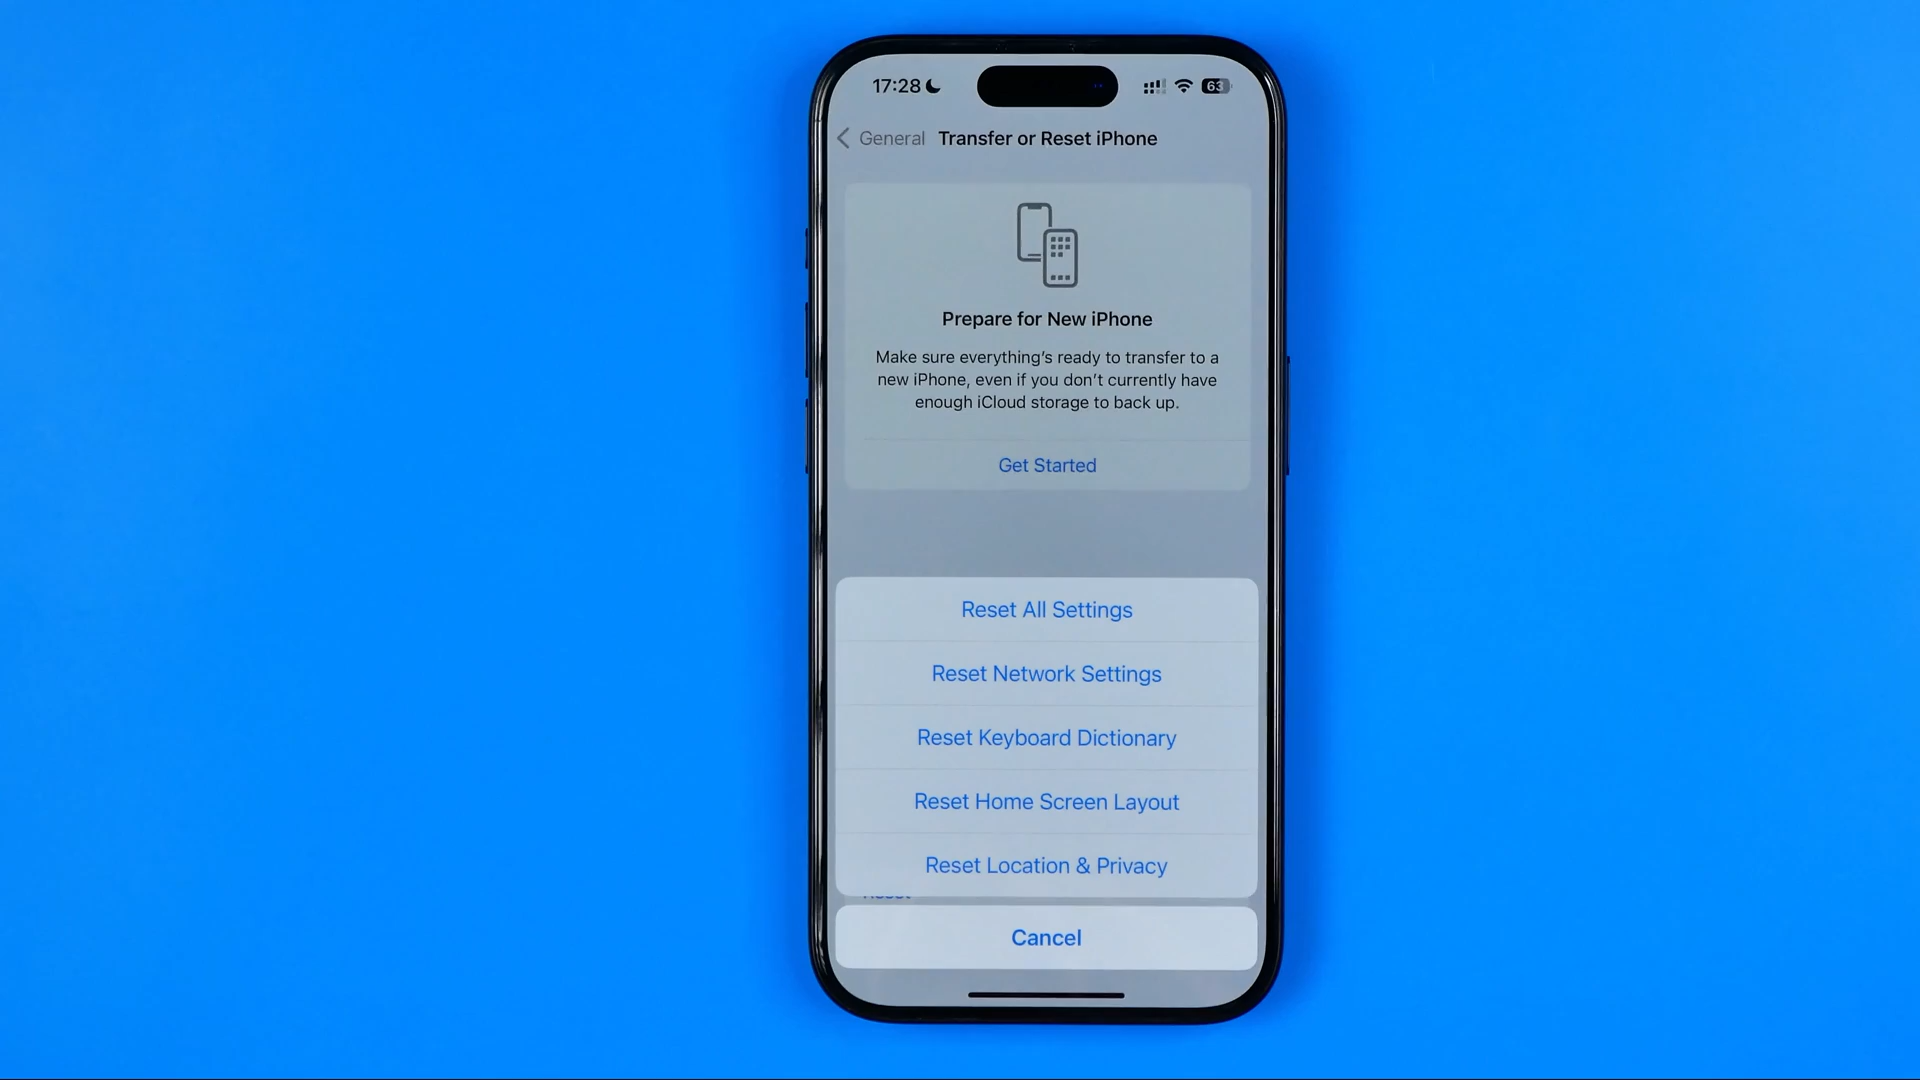 17:28
63
General Transfer or Reset iPhone
Prepare for New iPhone
Make sure everything's ready to transfer to a
new iPhone, even if you don't currently have
enough iCloud storage to back up.
Get Started
Reset All Settings
Reset Network Settings
Reset Keyboard Dictionary
Reset Home Screen Layout
Reset Location & Privacy
Reset
Cancel